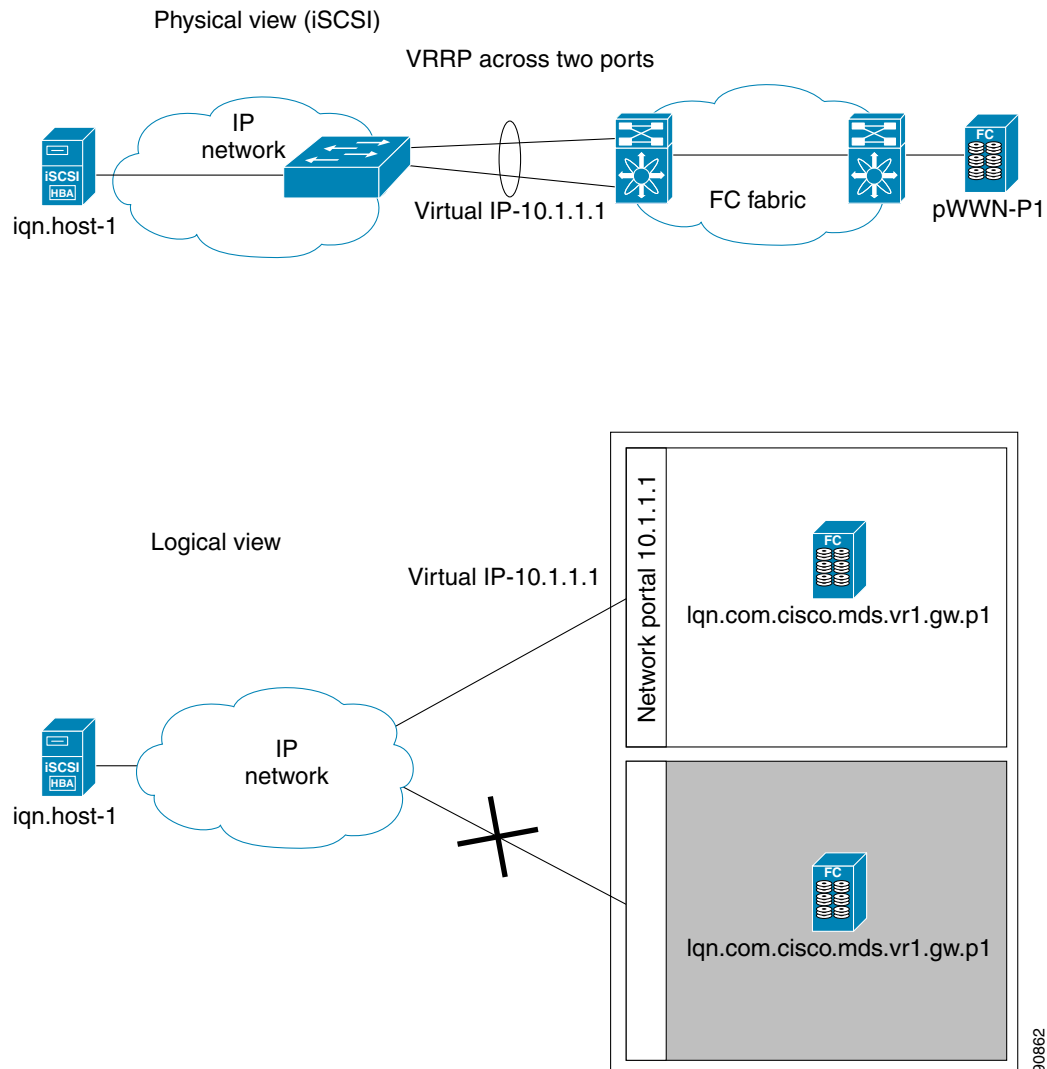 Physical view (iSCSI)
VRRP across two ports
IP
network
iSCSI
HBA
iqn.host-1
Virtual IP-10.1.1.1
FC fabric
FC
pWWN-P1
Logical view
Virtual IP-10.1.1.1
Network portal 10.1.1.1
FC
lqn.com.cisco.mds.vr1.gw.p1
iSCSI
HBA
iqn.host-1
IP
network
FC
lqn.com.cisco.mds.vr1.gw.p1
90862